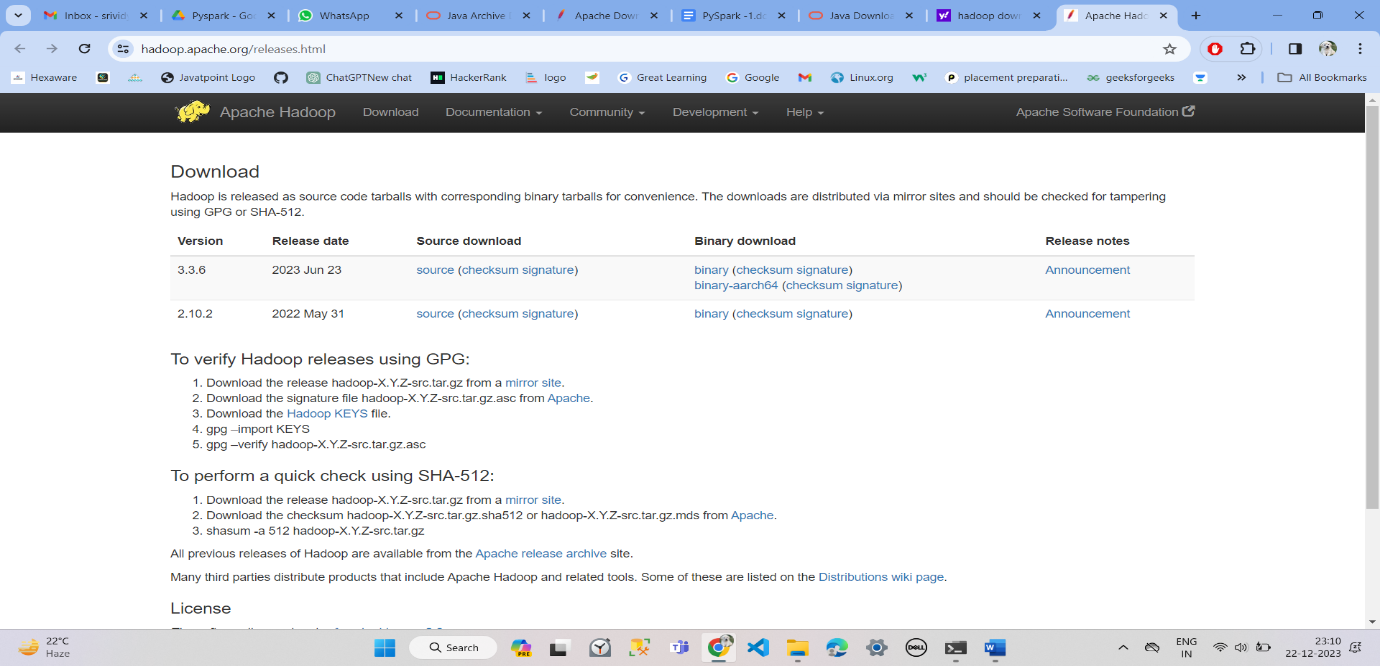 Inbox - srivid
Pyspark - Go
WhatsApp
Java Archive
Apache Down
PySpark -1.do
Java Downloa
hadoop dow
Apache Hado
hadoop.apache.org/releases.html
Hexaware
Javatpoint Logo
ChatGPTNew chat
HackerRank
logo
Great Learning
Google
Linux.org
placement preparati...
geeksforgeeks
All Bookmarks
Apache Hadoop Download Documentation Community Development Help Apache Software Foundation
Download
Hadoop is released as source code tarballs with corresponding binary tarballs for convenience. The downloads are distributed via mirror sites and should be checked for tampering
using GPG or SHA-512.
Version Release date Source download Binary download Release notes
3.3.6 2023 Jun 23 source (checksum signature) binary (checksum signature) Announcement
binary-aarch64 (checksum signature)
2.10.2 2022 May 31 source (checksum signature) binary (checksum signature) Announcement
To verify Hadoop releases using GPG:
1. Download the release hadoop-X.Y.Z-src.tar.gz from a mirror site.
2. Download the signature file hadoop-X.Y.Z-src.tar.gz.asc from Apache.
3. Download the Hadoop KEYS file.
4. gpg –import KEYS
5. gpg –verify hadoop-X.Y.Z-src.tar.gz.asc
To perform a quick check using SHA-512:
1. Download the release hadoop-X.Y.Z-src.tar.gz from a mirror site.
2. Download the checksum hadoop-X.Y.Z-src.tar.gz.sha512 or hadoop-X.Y.Z-src.tar.gz.mds from Apache.
3. shasum -a 512 hadoop-X.Y.Z-src.tar.gz
All previous releases of Hadoop are available from the Apache release archive site.
Many third parties distribute products that include Apache Hadoop and related tools. Some of these are listed on the Distributions wiki page.
License
22°C
Haze
Search
PRE
DELL
ENG
IN
23:10
22-12-2023